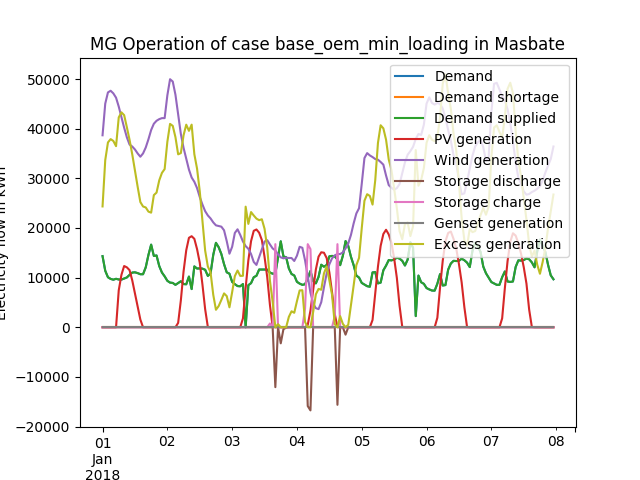 MG Operation of case base_oem_min_loading in Masbate
Electricity flow in kWh
50000
40000
30000
20000
10000
0
−10000
−20000
Demand
Demand shortage
Demand supplied
PV generation
Wind generation
Storage discharge
Storage charge
Genset generation
Excess generation
01 02 03 04 05 06 07 08
Jan
2018